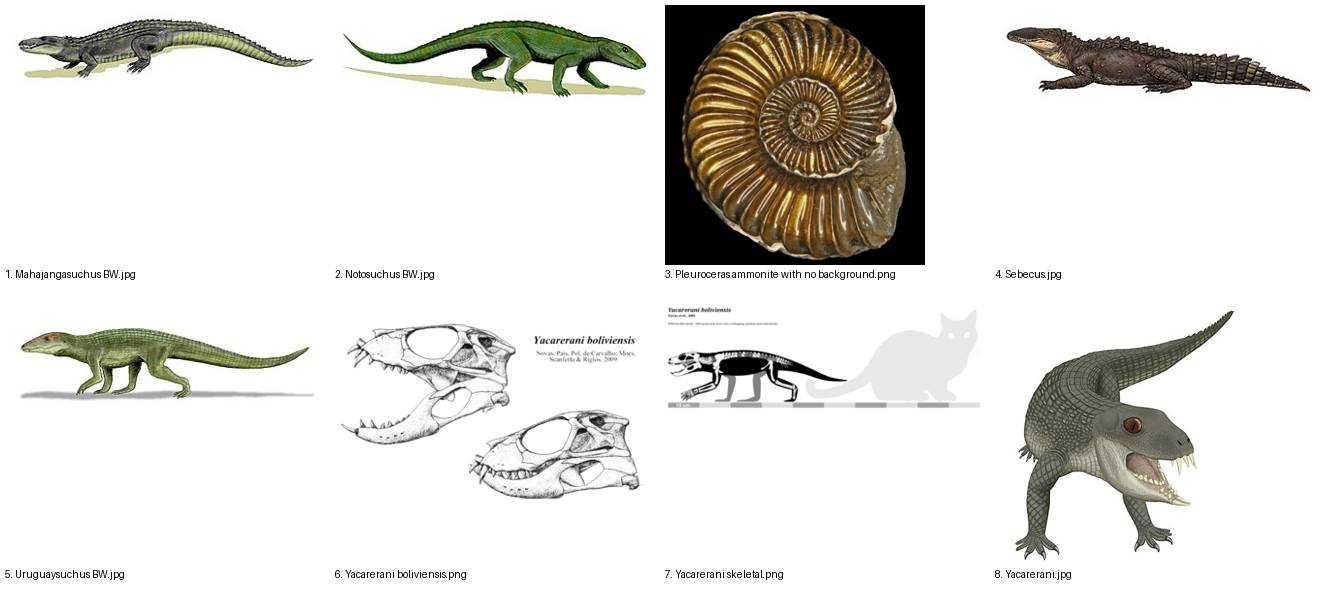 1. Mahajangasuchus BW.jpg
2. Notosuchus BW.jpg
3. Pleuroceras ammonite with no background.png
4. Sebecus.jpg
Yacarerani boliviensis
Novas, Pais, Pol, de Carvalho, Mones,
Scanferla & Riglos, 2009
Yacarerani boliviensis
5. Uruguaysuchus BW.jpg
6. Yacarerani boliviensis.png
7. Yacarerani skeletal.png
8. Yacarerani.jpg